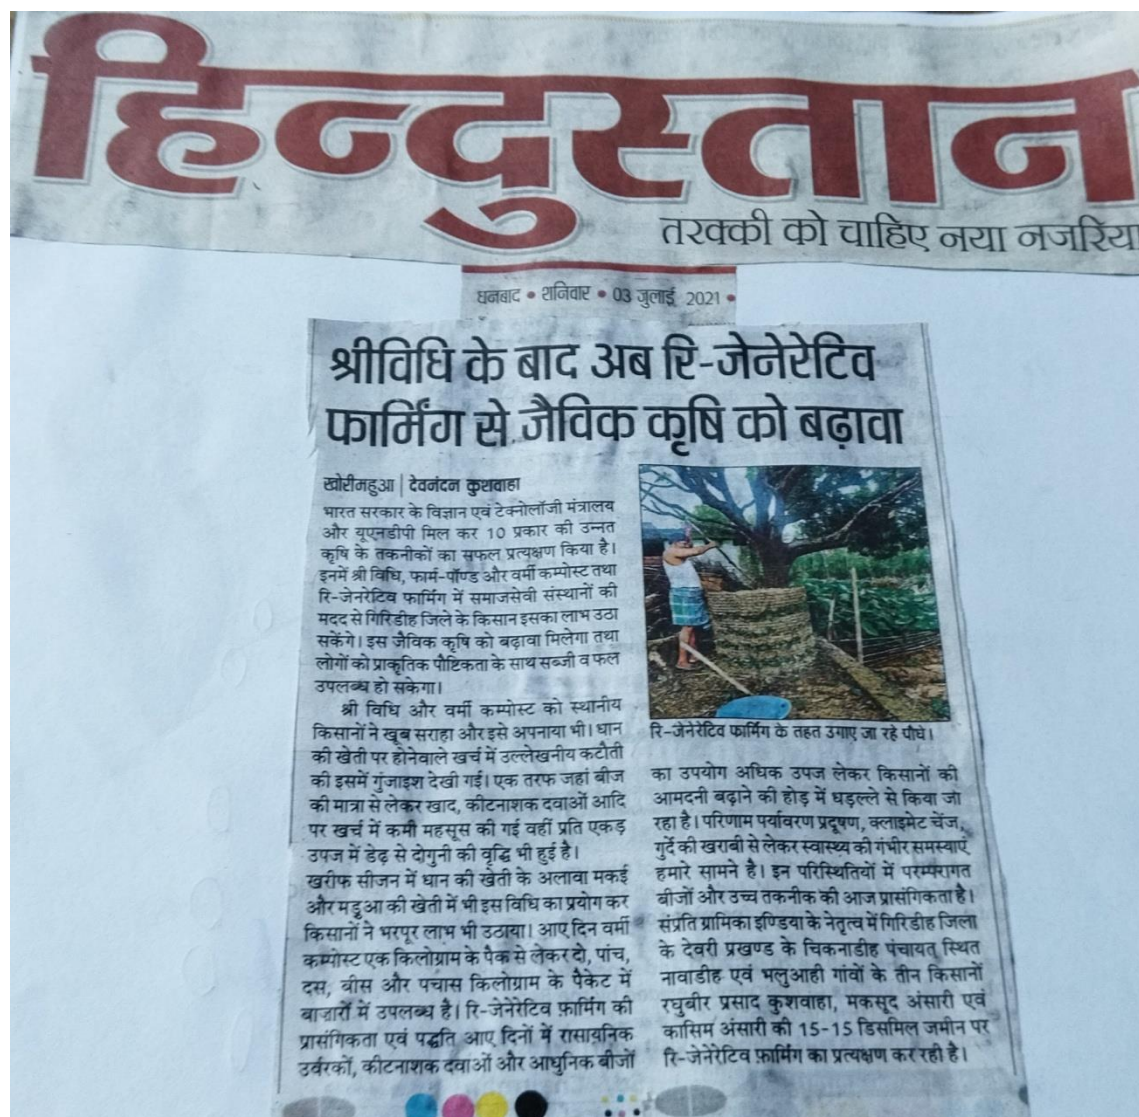 हिन्दुस्तान
तरक्की को चाहिए नया नजरिया
धनबाद • शनिवार • 03 जुलाई 2021 •
श्रीविधि के बाद अब रि-जेनेरेटिव
फार्मिंग से जैविक कृषि को बढ़ावा
खोरीमहुआ | देवनंदन कुशवाहा
भारत सरकार के विज्ञान एवं टेक्नोलॉजी मंत्रालय
और यूएनडीपी मिल कर 10 प्रकार की उन्नत
कृषि के तकनीकों का सफल प्रत्यक्षण किया है।
इनमें श्री विधि, फार्म-पॉण्ड और वर्मी कम्पोस्ट तथा
रि-जेनरेटिव फार्मिंग में समाजसेवी संस्थानों की
मदद से गिरिडीह जिले के किसान इसका लाभ उठा
सकेंगे। इस जैविक कृषि को बढ़ावा मिलेगा तथा
लोगों को प्राकृतिक पौष्टिकता के साथ सब्जी व फल
उपलब्ध हो सकेगा।
श्री विधि और वर्मी कम्पोस्ट को स्थानीय
किसानों ने खूब सराहा और इसे अपनाया भी। धान
की खेती पर होनेवाले खर्च में उल्लेखनीय कटौती
की इसमें गुंजाइश देखी गई। एक तरफ जहां बीज
की मात्रा से लेकर खाद, कीटनाशक दवाओं आदि
पर खर्च में कमी महसूस की गई वहीं प्रति एकड़
उपज में डेढ़ से दोगुनी की वृद्धि भी हुई है।
खरीफ सीजन में धान की खेती के अलावा मकई
और मड़ुआ की खेती में भी इस विधि का प्रयोग कर
किसानों ने भरपूर लाभ भी उठाया। आए दिन वर्मी
कम्पोस्ट एक किलोग्राम के पैक से लेकर दो, पांच,
दस, बीस और पचास किलोग्राम के पैकेट में
बाज़ारों में उपलब्ध है। रि-जेनेरेटिव फ़ार्मिंग की
प्रासंगिकता एवं पद्धति आए दिनों में रासायनिक
उर्वरकों, कीटनाशक दवाओं और आधुनिक बीजों
रि-जेनेरेटिव फार्मिंग के तहत उगाए जा रहे पौधे।
का उपयोग अधिक उपज लेकर किसानों की
आमदनी बढ़ाने की होड़ में धड़ल्ले से किया जो
रहा है। परिणाम पर्यावरण प्रदूषण, क्लाइमेट चेंज,
गुर्दे की खराबी से लेकर स्वास्थ्य की गंभीर समस्याएं
हमारे सामने है। इन परिस्थितियों में परम्परागत
बीजों और उच्च तकनीक की आज प्रासंगिकता है।
संप्रति ग्रामिका इण्डिया के नेतृत्व में गिरिडीह जिला
के देवरी प्रखण्ड के चिकनाडीह पंचायत् स्थित
नावाडीह एवं भलुआही गांवों के तीन किसानों
रघुबीर प्रसाद कुशवाहा, मकसूद अंसारी एवं
कासिम अंसारी की 15-15 डिसमिल जमीन पर
रि-जेनेरेटिव फ़ार्मिंग का प्रत्यक्षण कर रही है।